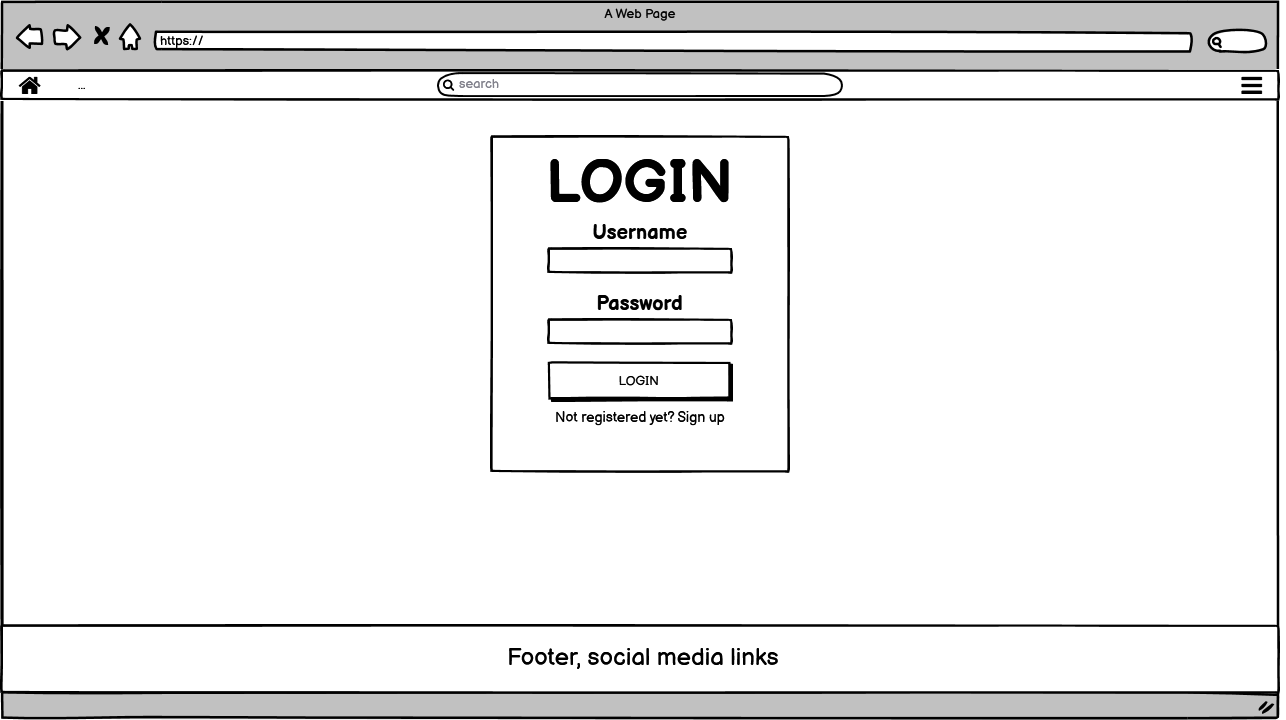 A Web Page
https://
...
search
LOGIN
Username
Password
LOGIN
Not registered yet? Sign up
Footer, social media links